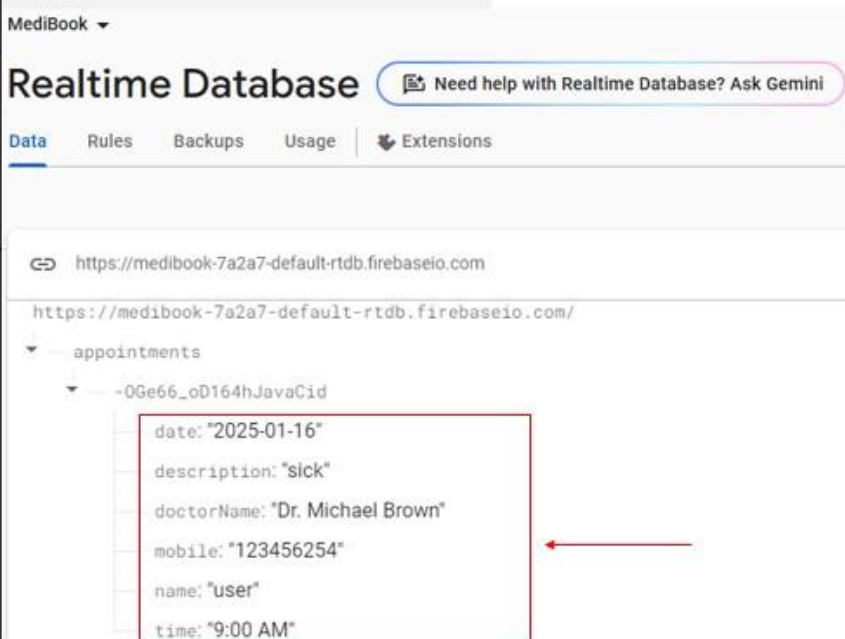 MediBook
Realtime Database Need help with Realtime Database? Ask Gemini
Data Rules Backups Usage Extensions
https://medibook-7a2a7-default-rtdb.firebaseio.com
https://medibook-7a2a7-default-rtdb.firebaseio.com/
appointments
-OGe66_oD164hJavaCid
date: "2025-01-16"
description: "sick"
doctorName: "Dr. Michael Brown"
mobile: "123456254"
name: "user"
time: "9:00 AM"